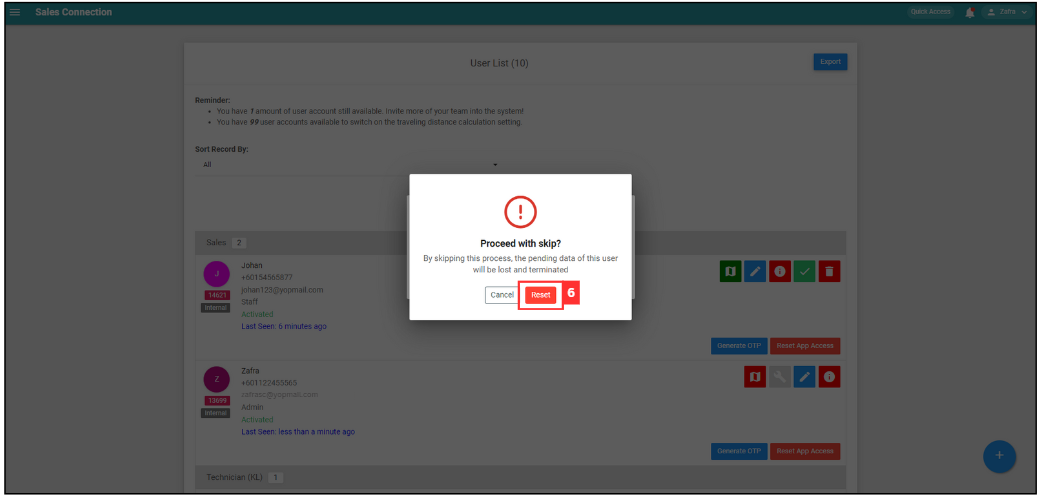 Sales Connection
Quick Access
Zafra
User List (10)
Export
Reminder:
You have 1 amount of user account still available. Invite more of your team into the system!
You have 99 user accounts available to switch on the traveling distance calculation setting.
Sort Record By:
All
Proceed with skip?
By skipping this process, the pending data of this user
will be lost and terminated
Cancel
Reset
6
Sales 2
J
Johan
+60154565877
14621
johan123@yopmail.com
Internal
Staff
Activated
Last Seen: 6 minutes ago
Generate OTP
Reset App Access
Z
Zafra
+601123455565
13699
zafrasc@yopmail.com
Internal
Admin
Activated
Last Seen: less than a minute ago
Generate OTP
Reset App Access
Technician (KL) 1